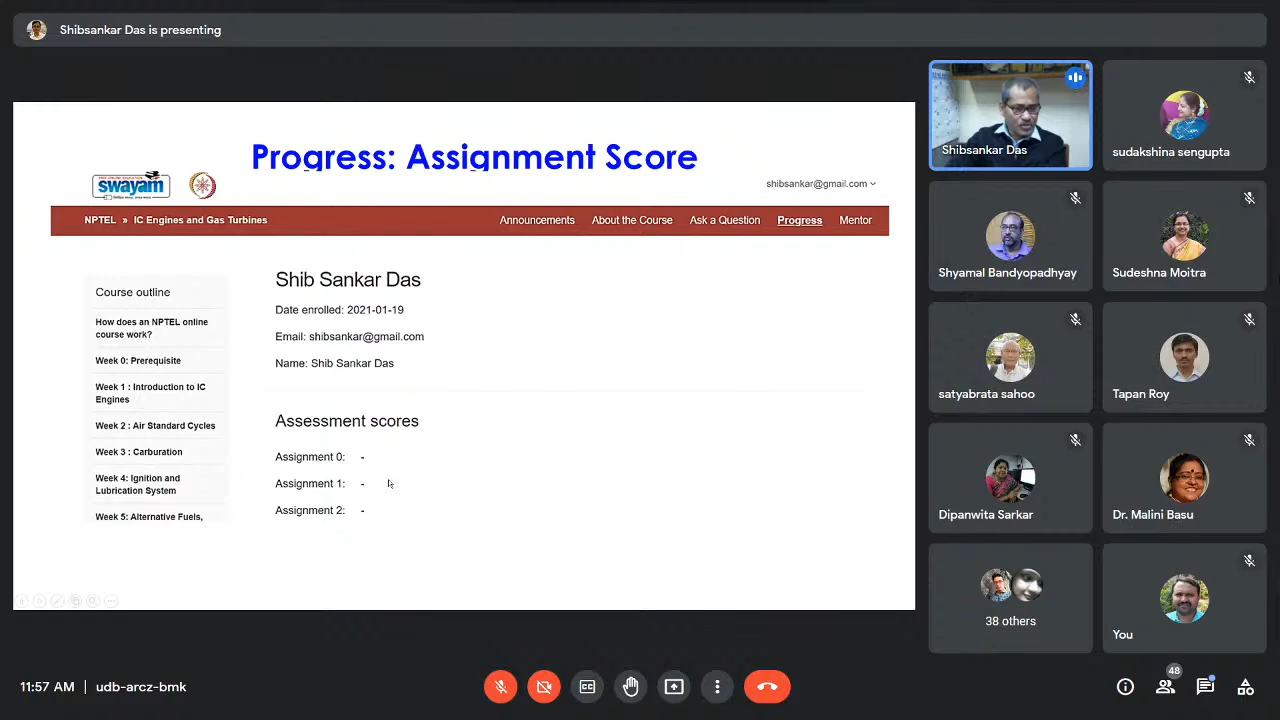 Shibsankar Das is presenting
Progress: Assignment Score
swayam
shibsankar@gmail.com
NPTEL » IC Engines and Gas Turbines
Announcements About the Course Ask a Question Progress Mentor
Course outline
How does an NPTEL online
course work?
Week 0: Prerequisite
Week 1 : Introduction to IC
Engines
Week 2 : Air Standard Cycles
Week 3 : Carburation
Week 4: Ignition and
Lubrication System
Week 5: Alternative Fuels,
Shib Sankar Das
Date enrolled: 2021-01-19
Email: shibsankar@gmail.com
Name: Shib Sankar Das
Assessment scores
Assignment 0: -
Assignment 1: -
Assignment 2: -
Shibsankar Das
sudakshina sengupta
Shyamal Bandyopadhyay
Sudeshna Moitra
satyabrata sahoo
Tapan Roy
Dipanwita Sarkar
Dr. Malini Basu
38 others
You
11:57 AM | udb-arcz-bmk
48